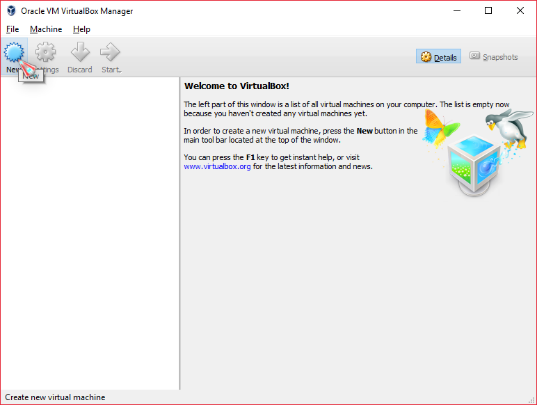 Oracle VM VirtualBox Manager
File Machine Help
New Discard Start.. Details Snapshots
New
Welcome to VirtualBox!
The left part of this window is a list of all virtual machines on your computer. The list is empty now
because you haven't created any virtual machines yet.
In order to create a new virtual machine, press the New button in the
main tool bar located at the top of the window.
You can press the F1 key to get instant help, or visit
www.virtualbox.org for the latest information and news.
Create new virtual machine